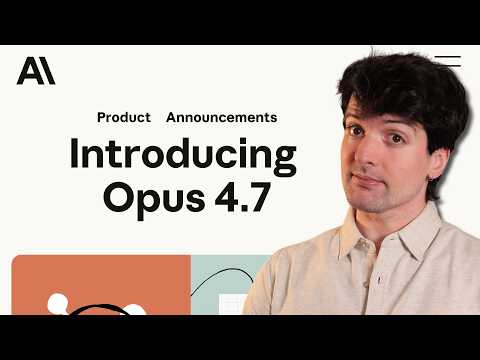 A\
Product Announcements
Introducing
Opus 4.7